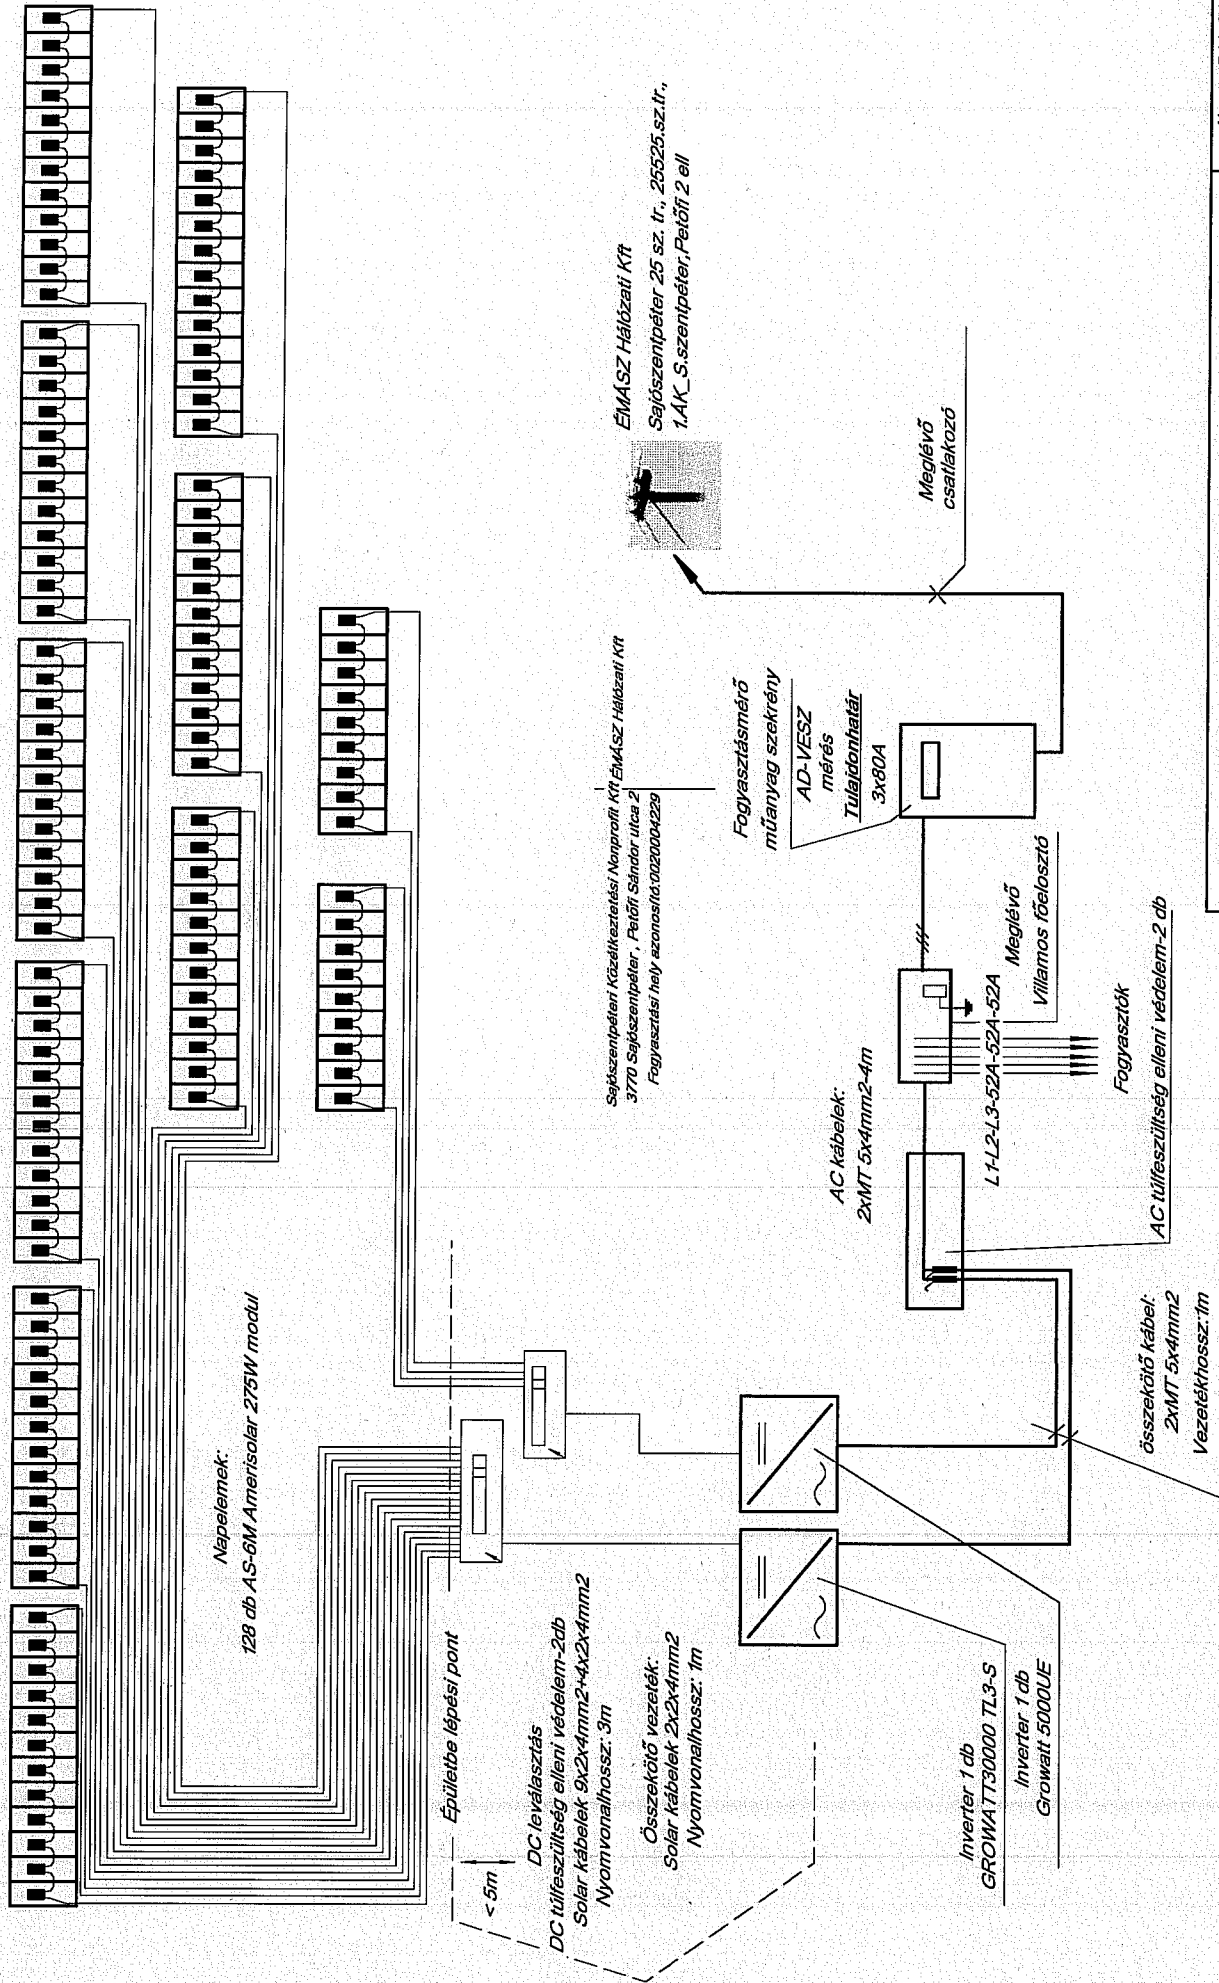 Napelemek:
128 db AS-6M Amerisolar 275W modul
Épületbe lépési pont
< 5m
DC leválasztás
DC túlfeszültség elleni védelem-2db
Solar kábelek 9x2x4mm2+4x2x4mm2
Nyomvonalhossz: 3m
Összekötő vezeték:
Solar kábelek 2x2x4mm2
Nyomvonalhossz: 1m
Inverter 1 db
GROWATT30000 TL3-S
Inverter 1 db
Growatt 5000UE
összekötő kábel:
2xMT 5x4mm2
Vezetékhossz:1m
AC túlfeszültség elleni védelem-2 db
Fogyasztók
AC kábelek:
2xMT 5x4mm2-4m
L1-L2-L3-52A-52A-52A
Meglévő
Villamos főelosztó
Sajószentpéteri Közétkeztetési Nonprofit Kft
3770 Sajószentpéter , Petőfi Sándor utca 2
Fogyasztási hely azonosító:0020004229
ÉMÁSZ Hálózati Kft
Fogyasztásmérő
műanyag szekrény
AD-VESZ
mérés
Tulajdonhatár
3x80A
Meglévő
csatlakozó
ÉMÁSZ Hálózati Kft
Sajószentpéter 25 sz. tr., 25525.sz.tr.,
1.ÁK_S.szentpéter,Petőfi 2 ell